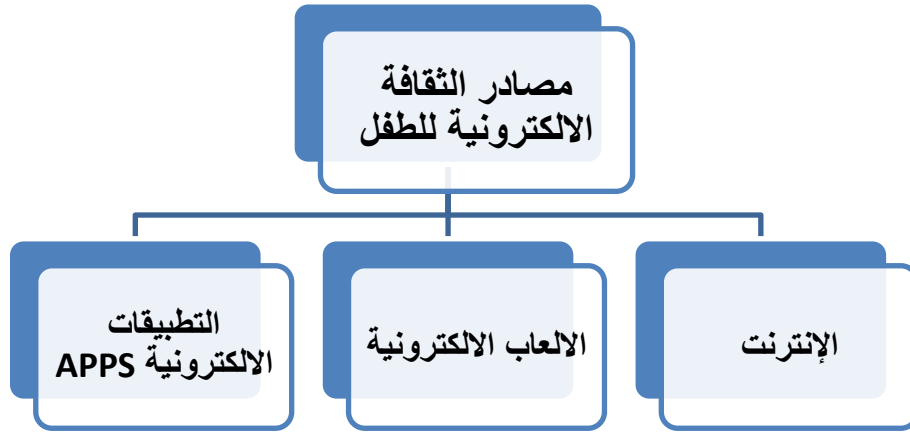 مصادر الثقافة
الالكترونية للطفل
الإنترنت
الالعاب الالكترونية
التطبيقات
الالكترونية APPS